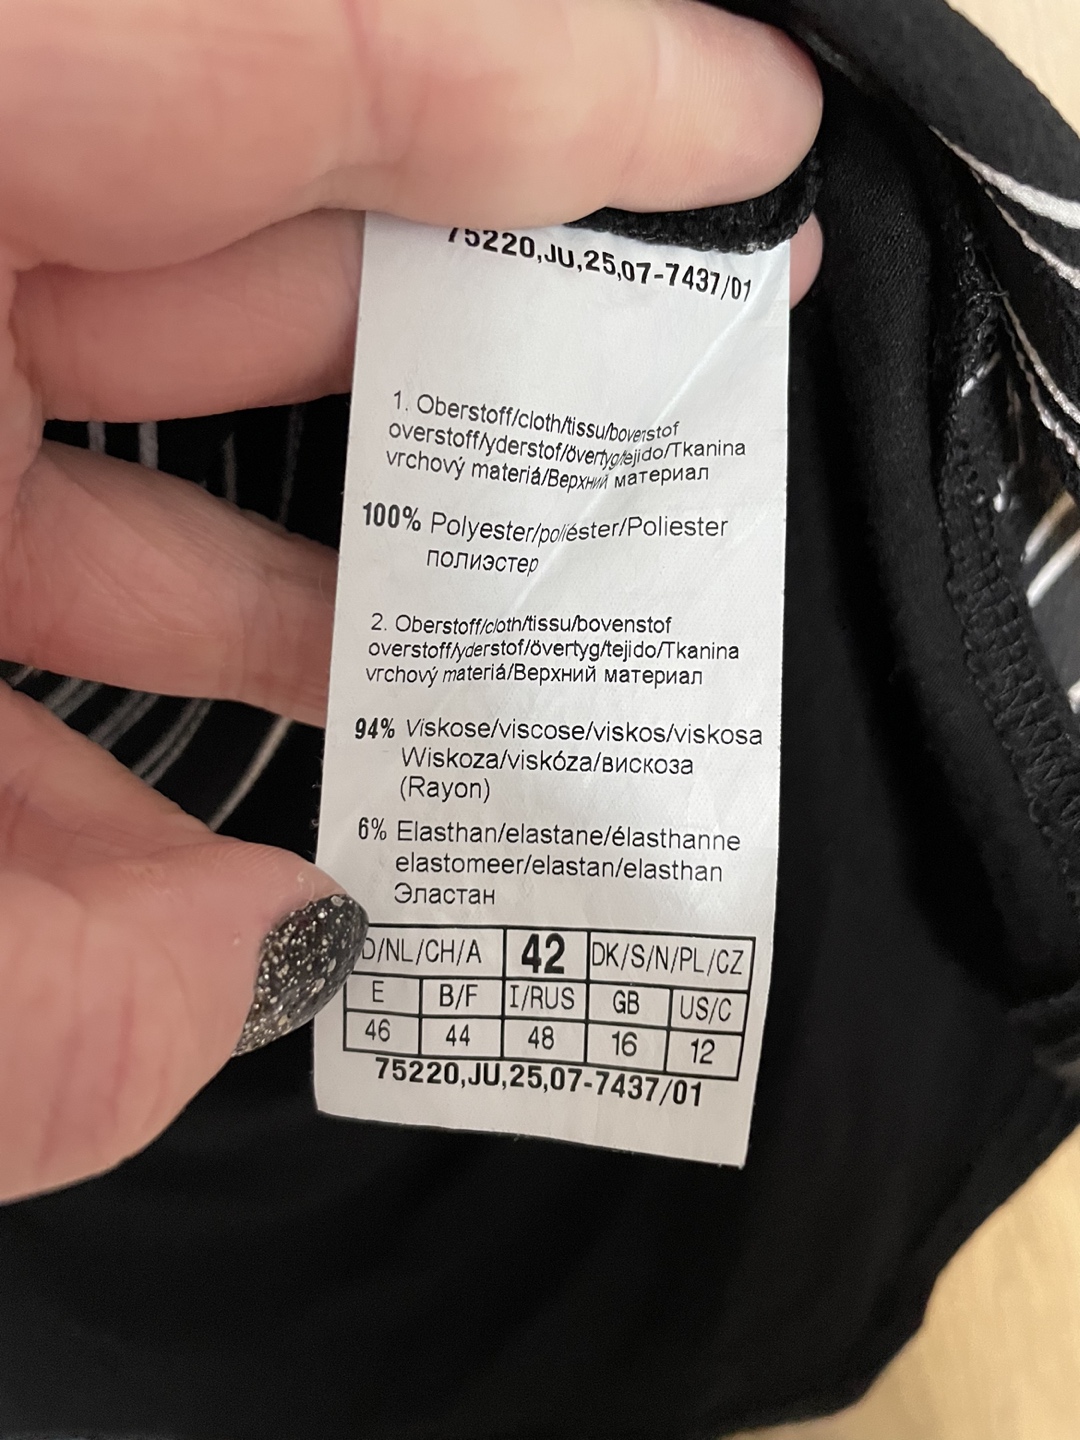 75220,JU,25,07-7437/01
1. Oberstoff/cloth/tissu/bovenstof
overstoff/yderstof/övertyg/tejido/Tkanina
vrchový materiá/Верхний материал
100% Polyester/poliéster/Poliester
полиэстер
2. Oberstoff/cloth/tissu/bovenstof
overstoff/yderstof/övertyg/tejido/Tkanina
vrchový materiá/Верхний материал
94% Viskose/viscose/viskos/viskosa
Wiskoza/viskóza/вискоза
(Rayon)
6% Elasthan/elastane/élasthanne
elastomeer/elastan/elasthan
Эластан
D/NL/CH/A 42 DK/S/N/PL/CZ
E B/F I/RUS GB US/C
46 44 48 16 12
75220,JU,25,07-7437/01